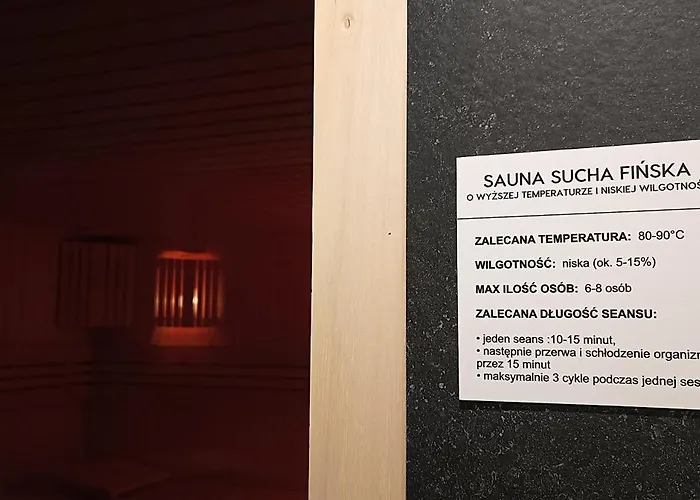 SAUNA SUCHA FIŃSKA
O WYŻSZEJ TEMPERATURZE I NISKIEJ
ZALECANA TEMPERATURA: 80-90°C
WILGOTNOŚĆ: niska (ok. 5-15%)
MAX ILOŚĆ OSÓB: 6-8 osób
ZALECANA DŁUGOŚĆ SEANSU:
• jeden seans :10-15 minut,
• następnie przerwa i schłodzenie
przez 15 minut
• maksymalnie 3 cykle podczas jednej